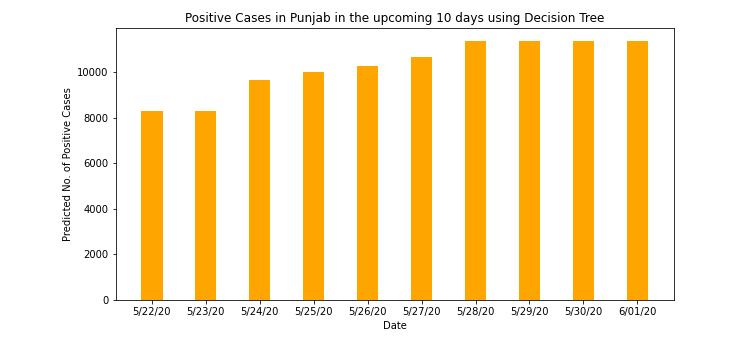 Positive Cases in Punjab in the upcoming 10 days using Decision Tree
Predicted No. of Positive Cases
10000
8000
6000
4000
2000
0
5/22/20 5/23/20 5/24/20 5/25/20 5/26/20 5/27/20 5/28/20 5/29/20 5/30/20 6/01/20
Date